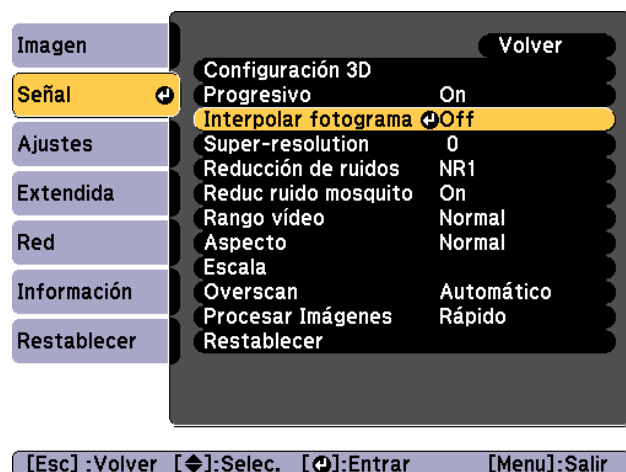 Imagen
Señal
Ajustes
Extendida
Red
Información
Restablecer
Volver
Configuración 3D
Progresivo On
Interpolar fotograma Off
Super-resolution 0
Reducción de ruidos NR1
Reduc ruido mosquito On
Rango vídeo Normal
Aspecto Normal
Escala
Overscan Automático
Procesar Imágenes Rápido
Restablecer
[Esc] :Volver [◆]:Selec. [⏎]:Entrar [Menu]:Salir